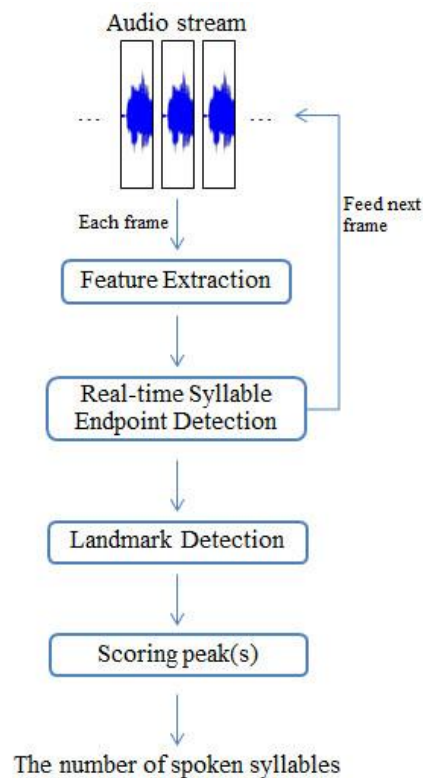 Audio stream
... ...
Each frame
Feed next
frame
Feature Extraction
Real-time Syllable
Endpoint Detection
Landmark Detection
Scoring peak(s)
The number of spoken syllables